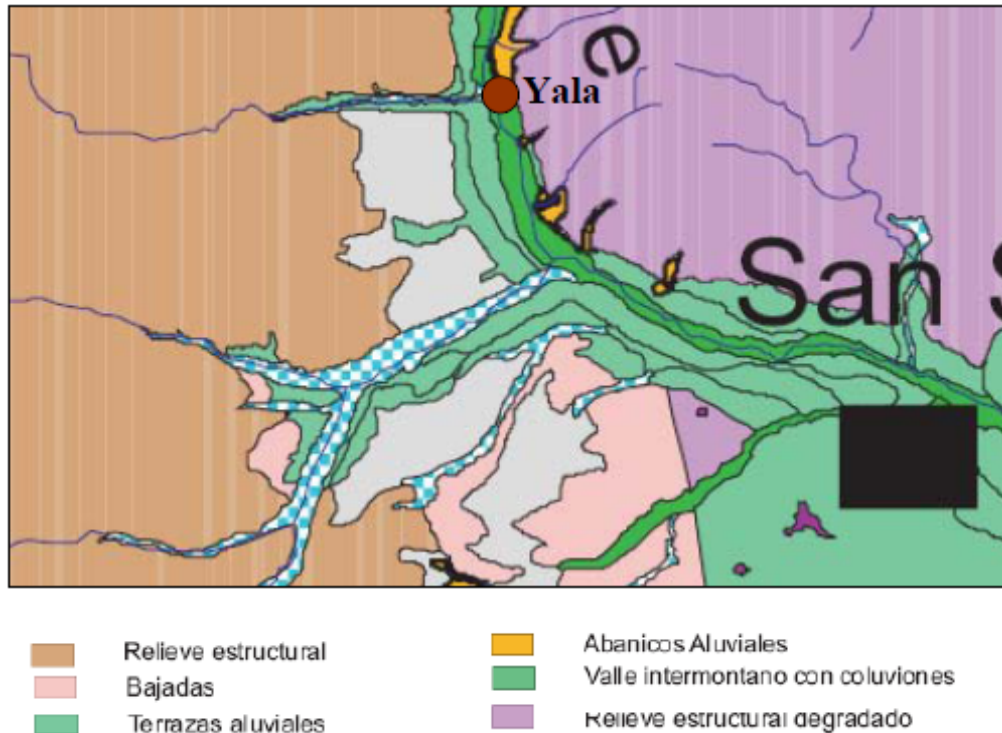 e
Yala
San S
Relieve estructural
Bajadas
Terrazas aluviales
Abanicos Aluviales
Valle intermontano con coluviones
Relieve estructural degradado